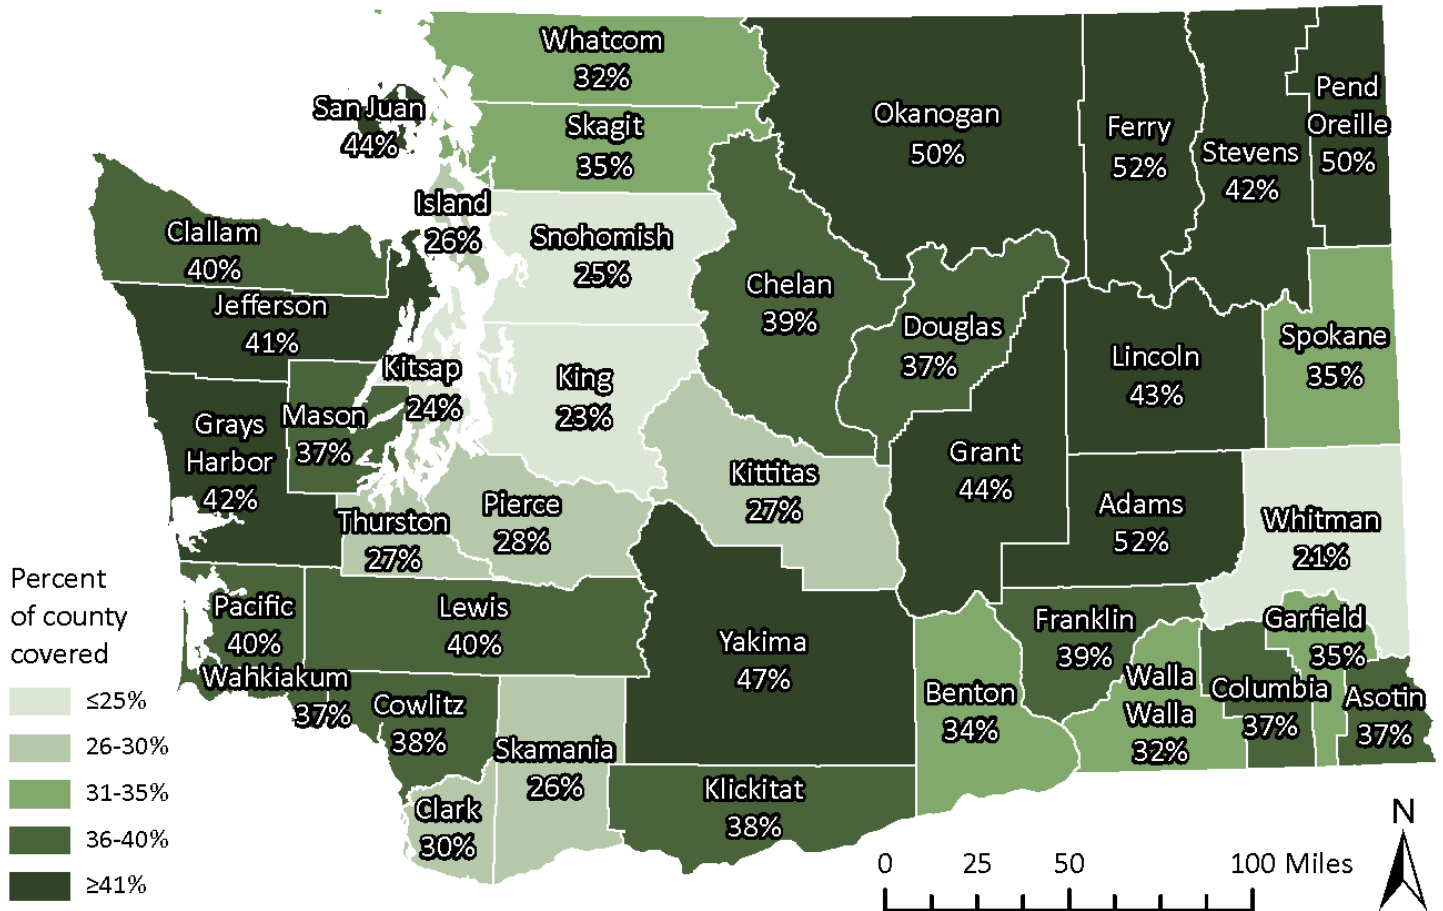 Whatcom
32%
San Juan
44%
Skagit
35%
Okanogan
50%
Ferry
52%
Stevens
42%
Pend
Oreille
50%
Island
26%
Clallam
40%
Snohomish
25%
Chelan
39%
Jefferson
41%
Douglas
37%
Lincoln
43%
Spokane
35%
Kitsap
24%
King
23%
Mason
37%
Grays
Harbor
42%
Grant
44%
Kittitas
27%
Adams
52%
Whitman
21%
Thurston
27%
Pierce
28%
Pacific
40%
Lewis
40%
Yakima
47%
Franklin
39%
Garfield
35%
Wahkiakum
37%
Cowlitz
38%
Skamania
26%
Benton
34%
Walla
Walla
32%
Columbia
37%
Asotin
37%
Clark
30%
Klickitat
38%
Percent
of county
covered
≤25%
26-30%
31-35%
36-40%
≥41%
N
0 25 50 100 Miles